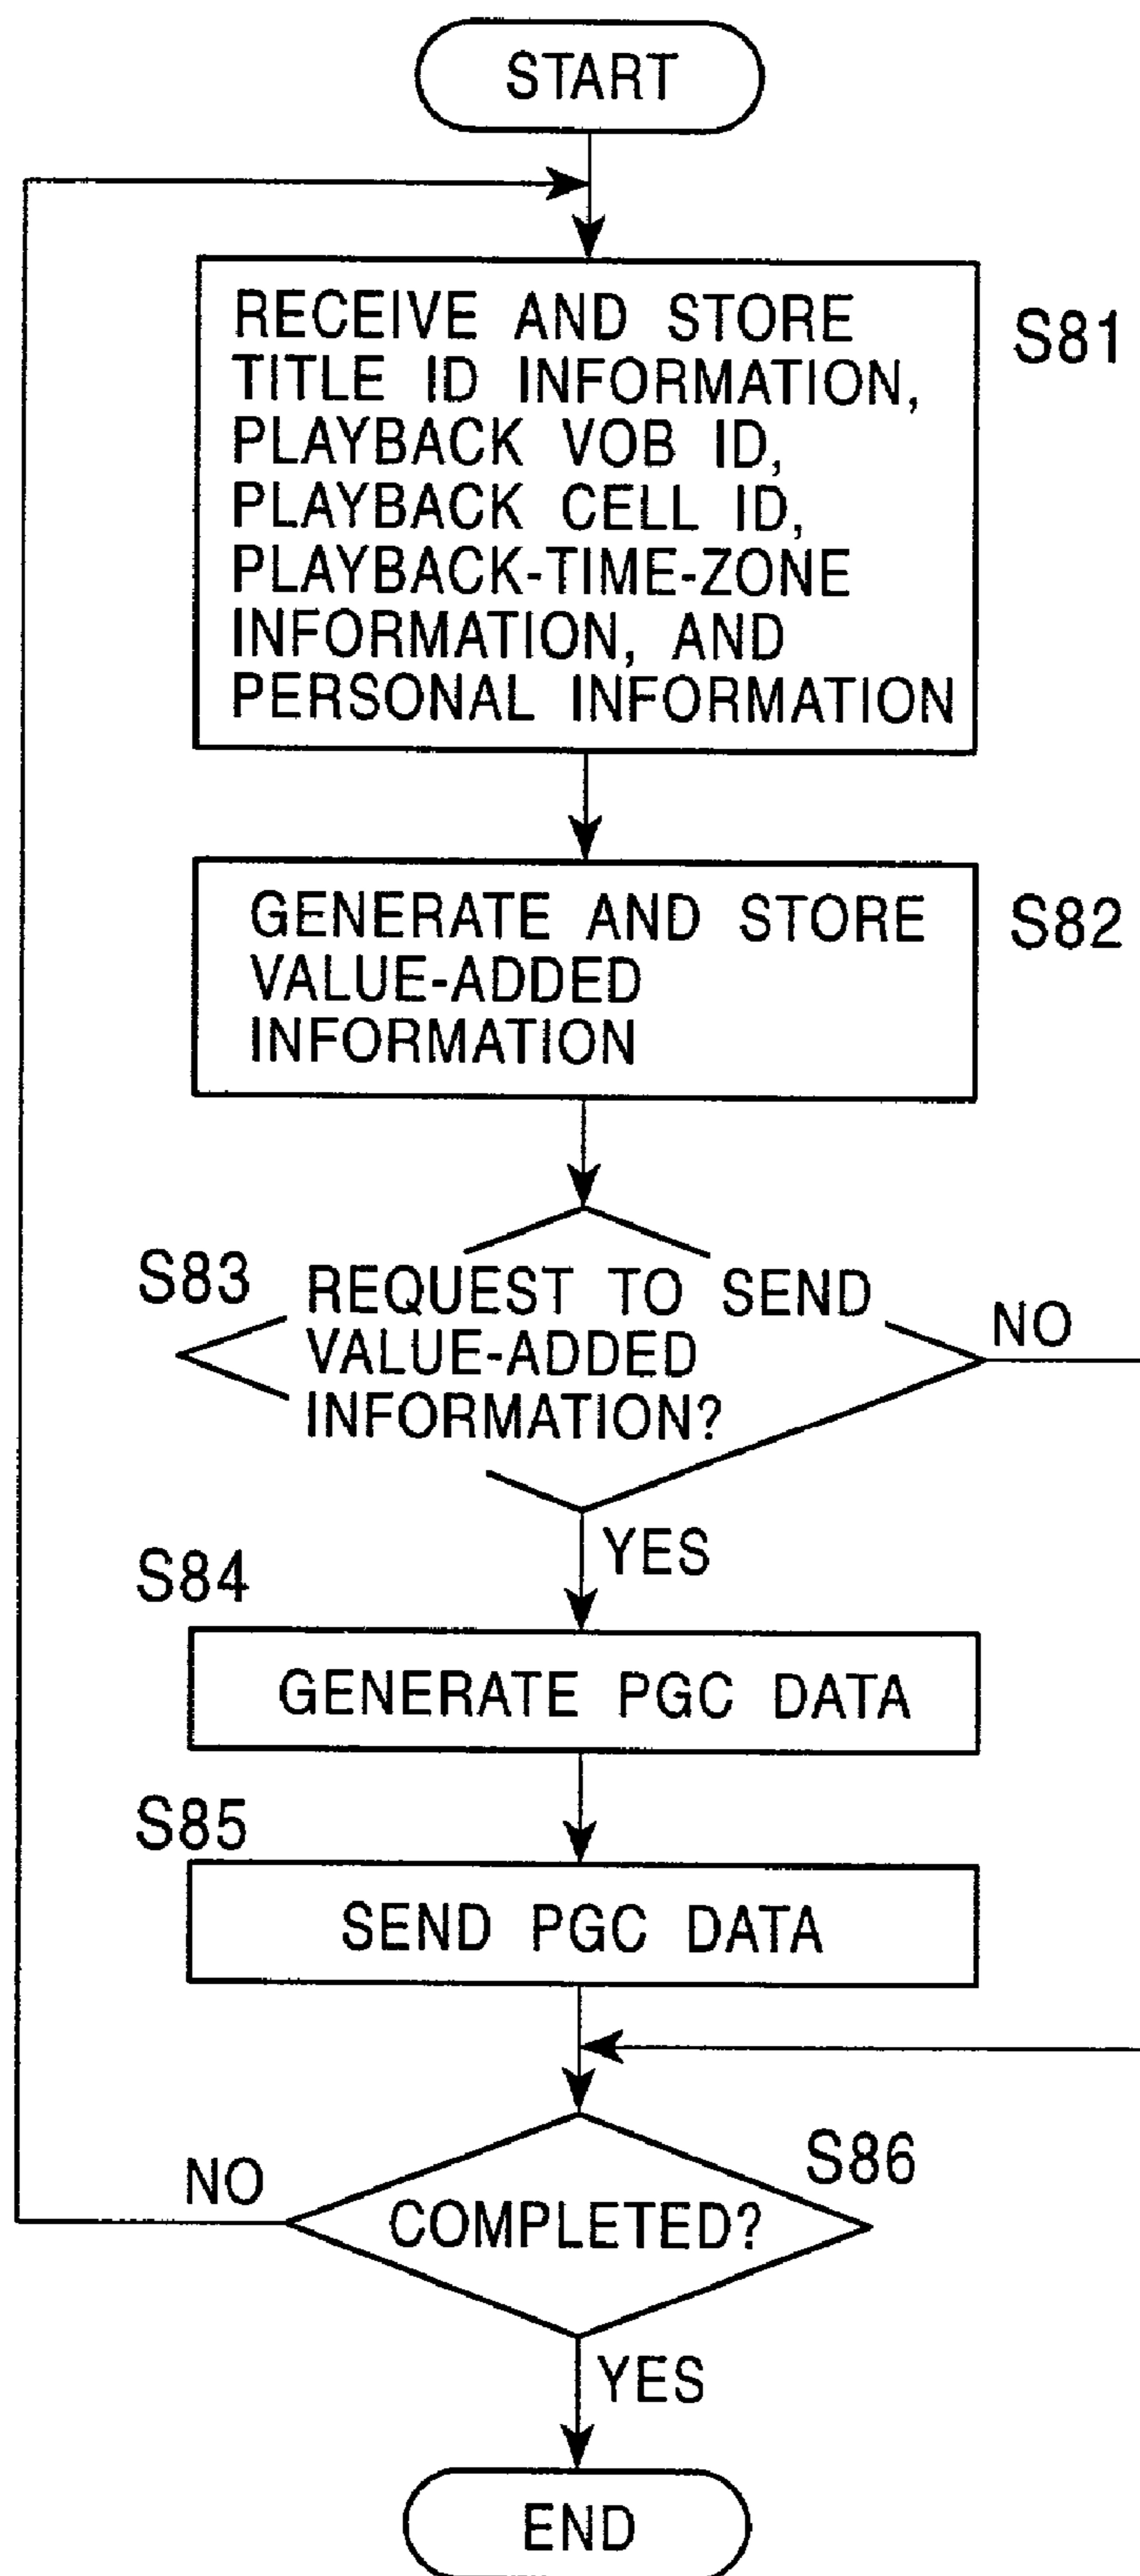 START
RECEIVE AND STORE
TITLE ID INFORMATION,
PLAYBACK VOB ID,
PLAYBACK CELL ID,
PLAYBACK-TIME-ZONE
INFORMATION, AND
PERSONAL INFORMATION
S81
GENERATE AND STORE
VALUE-ADDED
INFORMATION
S82
S83
REQUEST TO SEND
VALUE-ADDED
INFORMATION?
NO
YES
S84
GENERATE PGC DATA
S85
SEND PGC DATA
S86
NO
COMPLETED?
YES
END